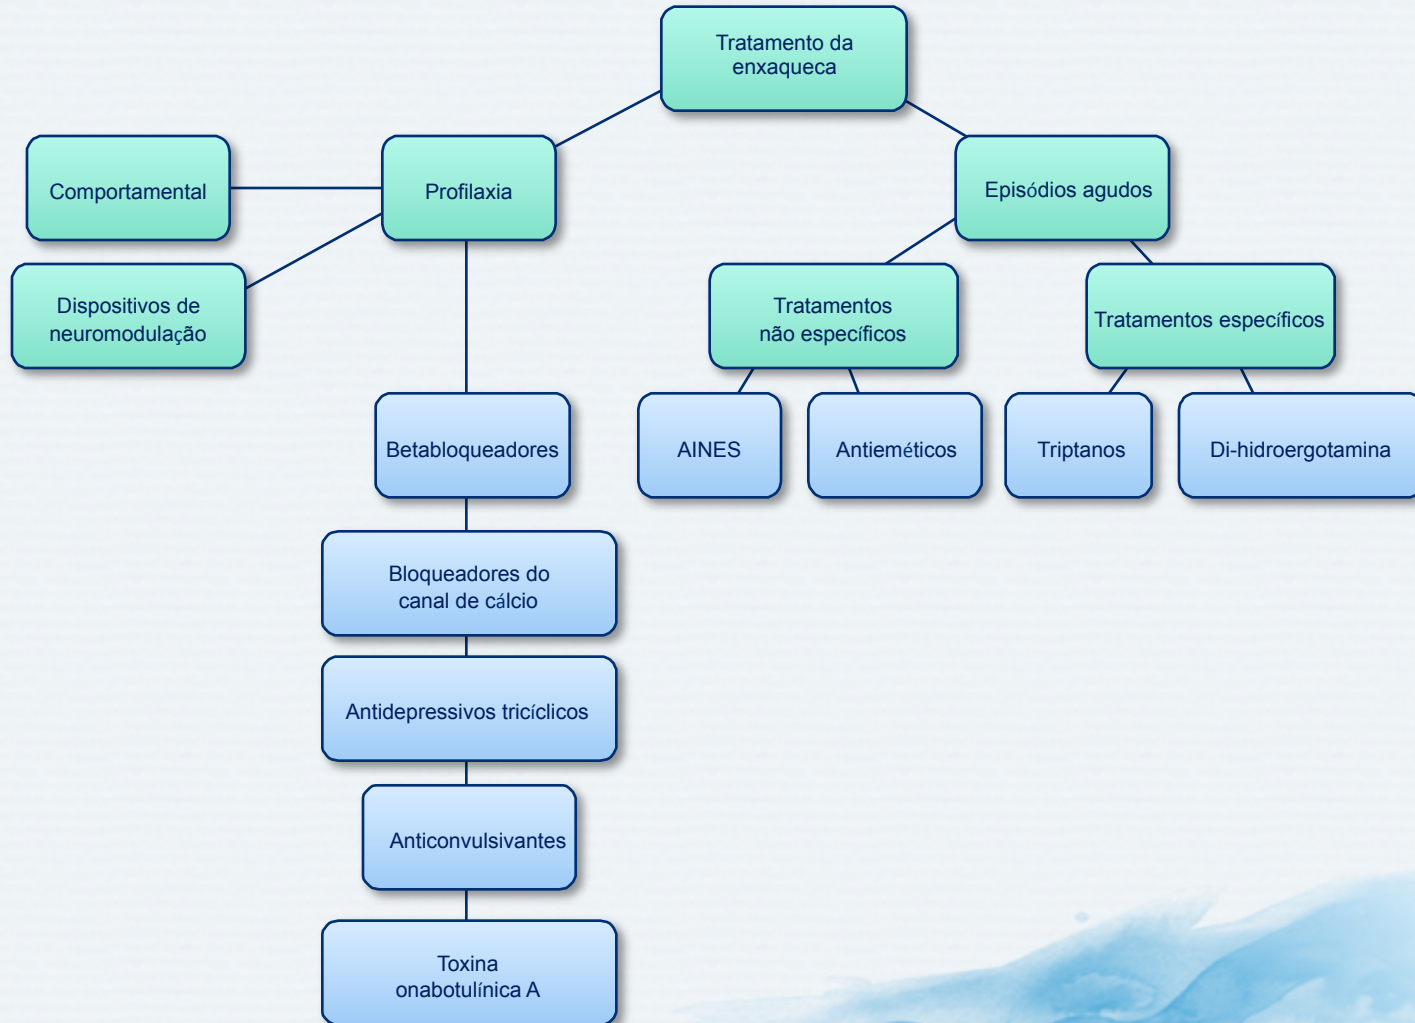 Tratamento da
enxaqueca
Comportamental
Profilaxia
Episódios agudos
Dispositivos de
neuromodulação
Tratamentos
não específicos
Tratamentos específicos
Betabloqueadores
AINES
Antieméticos
Triptanos
Di-hidroergotamina
Bloqueadores do
canal de cálcio
Antidepressivos tricíclicos
Anticonvulsivantes
Toxina
onabotulínica A